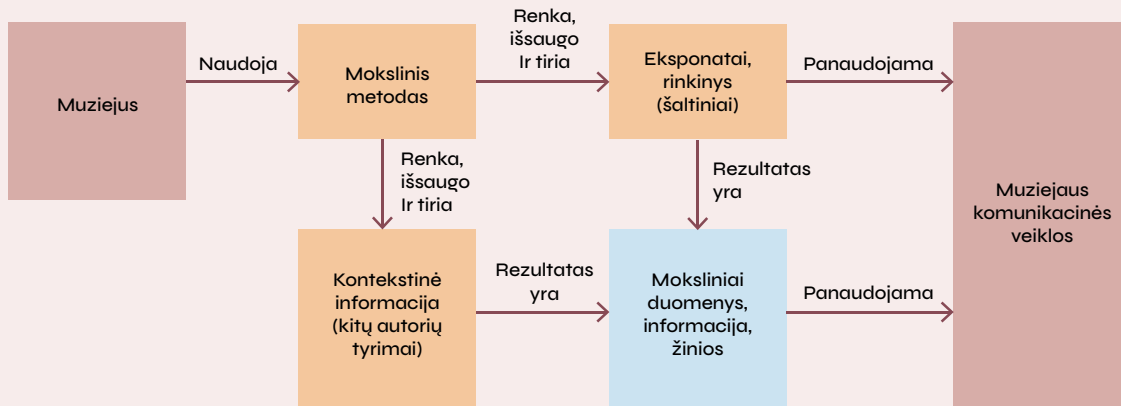 Muziejus
Naudoja
Mokslinis
metodas
Renka,
išsaugo
Ir tiria
Eksponatai,
rinkinys
(šaltiniai)
Panaudojama
Muziejaus
komunikacinės
veiklos
Renka,
išsaugo
Ir tiria
Rezultatas
yra
Kontekstinė
informacija
(kitų autorių
tyrimai)
Rezultatas
yra
Moksliniai
duomenys,
informacija,
žinios
Panaudojama